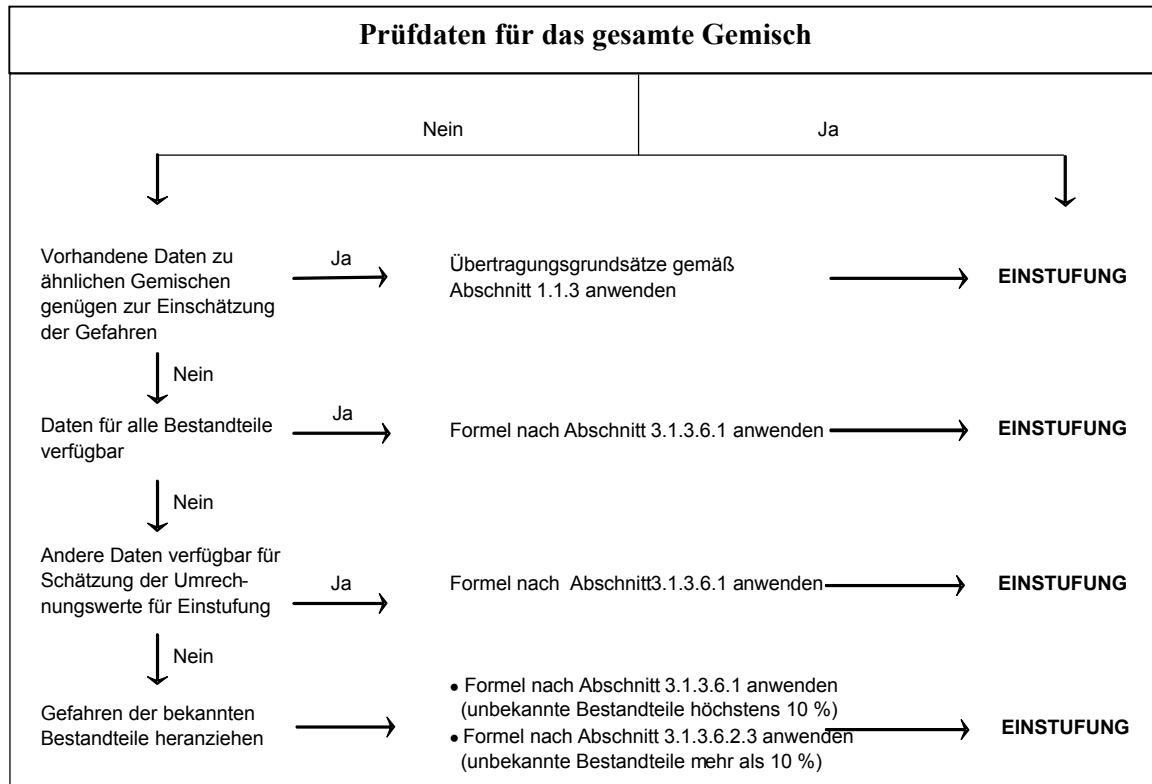 Prüfdaten für das gesamte Gemisch
Nein
Ja
Vorhandene Daten zu
ähnlichen Gemischen
genügen zur Einschätzung
der Gefahren
Ja
Übertragungsgrundsätze gemäß
Abschnitt 1.1.3 anwenden
EINSTUFUNG
Nein
Daten für alle Bestandteile
verfügbar
Ja
Formel nach Abschnitt 3.1.3.6.1 anwenden
EINSTUFUNG
Nein
Andere Daten verfügbar für
Schätzung der Umrech-
nungswerte für Einstufung
Ja
Formel nach Abschnitt3.1.3.6.1 anwenden
EINSTUFUNG
Nein
Gefahren der bekannten
Bestandteile heranziehen
• Formel nach Abschnitt 3.1.3.6.1 anwenden
(unbekannte Bestandteile höchstens 10 %)
• Formel nach Abschnitt 3.1.3.6.2.3 anwenden
(unbekannte Bestandteile mehr als 10 %)
EINSTUFUNG